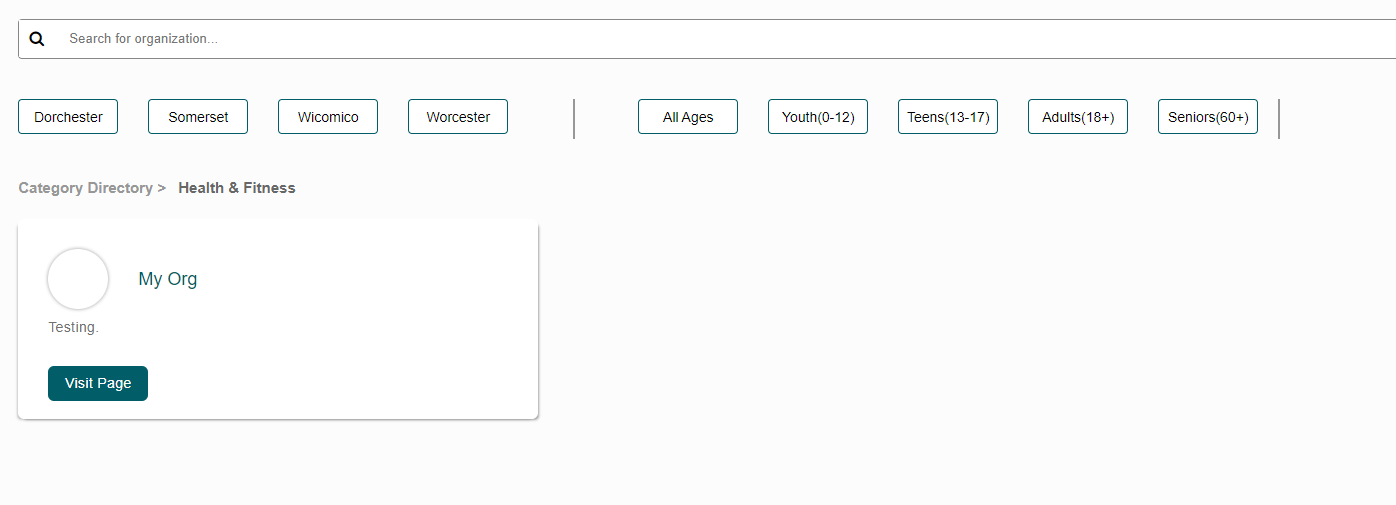 Search for organization...
Dorchester Somerset Wicomico Worcester All Ages Youth(0-12) Teens(13-17) Adults(18+) Seniors(60+)
Category Directory > Health & Fitness
My Org
Testing.
Visit Page